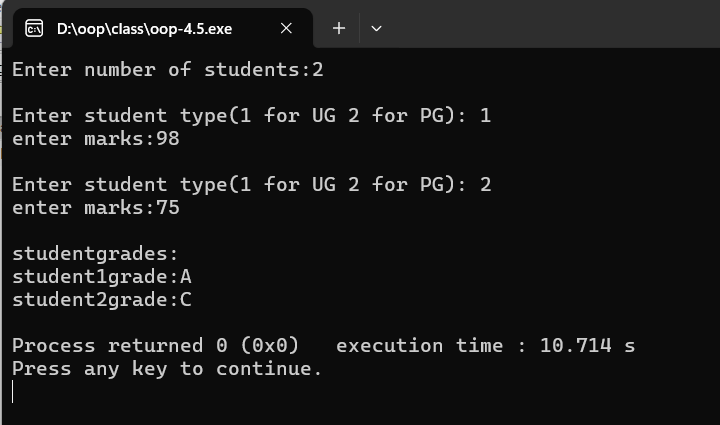 D:\oop\class\oop-4.5.exe
Enter number of students:2
Enter student type(1 for UG 2 for PG): 1
enter marks:98
Enter student type(1 for UG 2 for PG): 2
enter marks:75
studentgrades:
student1grade:A
student2grade:C
Process returned 0 (0x0)   execution time : 10.714 s
Press any key to continue.